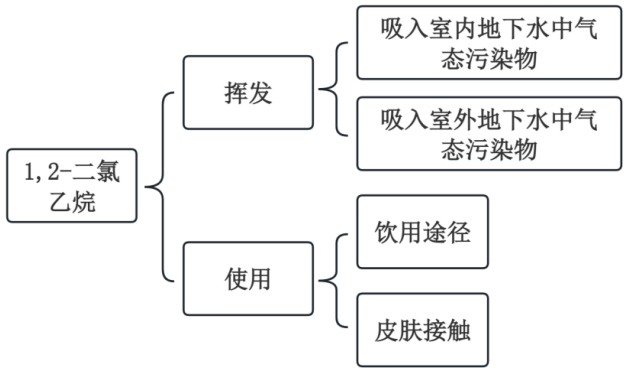 吸入室内地下水中气
态污染物
挥发
吸入室外地下水中气
态污染物
1,2-二氯
乙烷
饮用途径
使用
皮肤接触